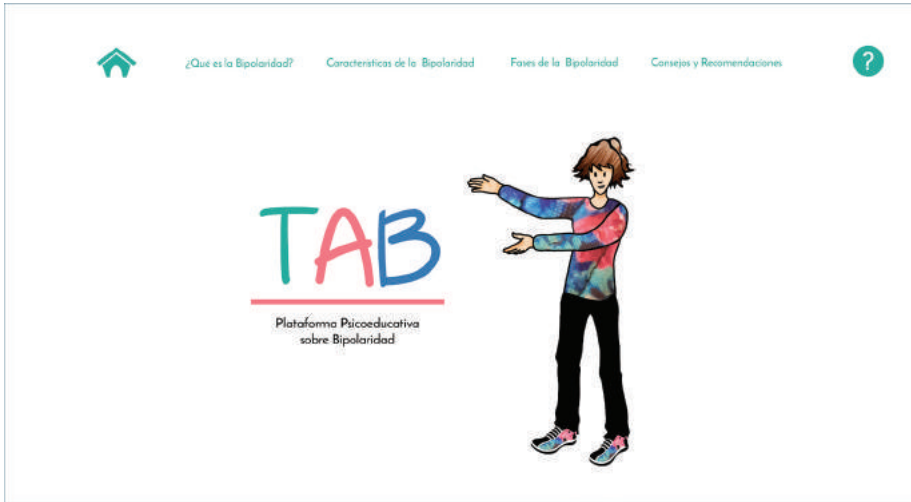 ¿Qué es la Bipolaridad?
Características de la Bipolaridad
Fases de la Bipolaridad
Consejos y Recomendaciones
?
TAB
Plataforma Psicoeducativa
sobre Bipolaridad